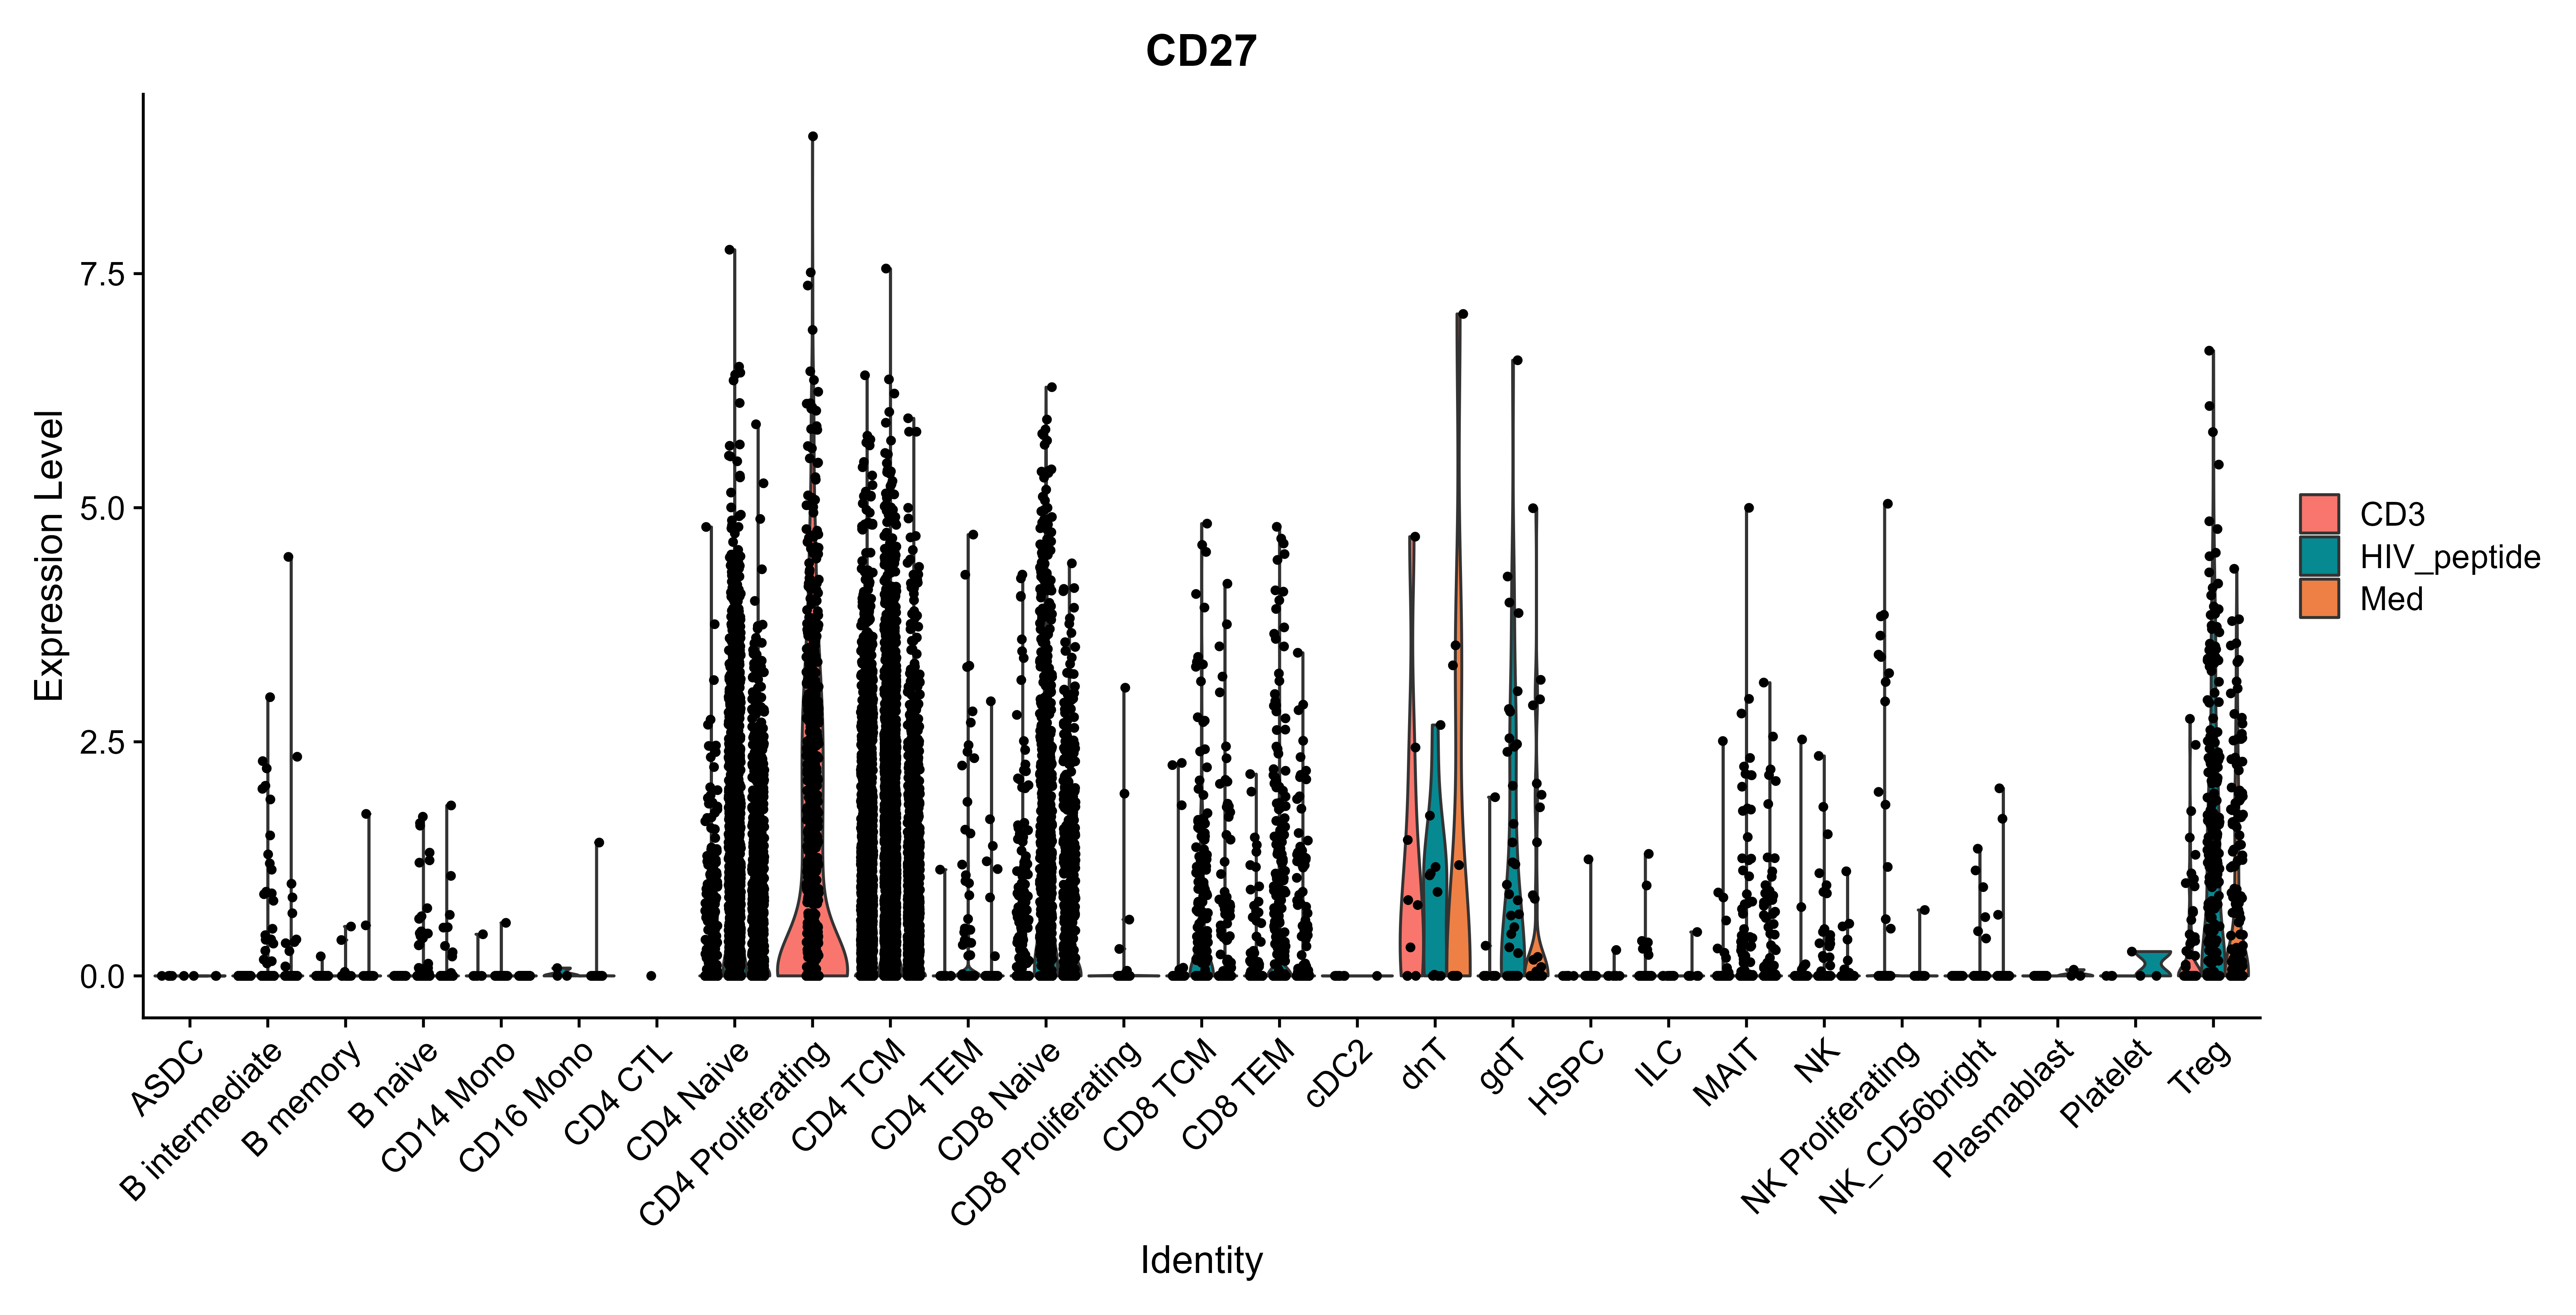 CD27
Expression Level
7.5
5.0
2.5
0.0
ASDC
B intermediate
B memory
B naive
CD14 Mono
CD16 Mono
CD4 CTL
CD4 Naive
CD4 Proliferating
CD4 TCM
CD4 TEM
CD8 Naive
CD8 Proliferating
CD8 TCM
CD8 TEM
cDC2
dnT
gdT
HSPC
ILC
MAIT
NK
NK Proliferating
NK_CD56bright
Plasmablast
Platelet
Treg
Identity
CD3
HIV_peptide
Med